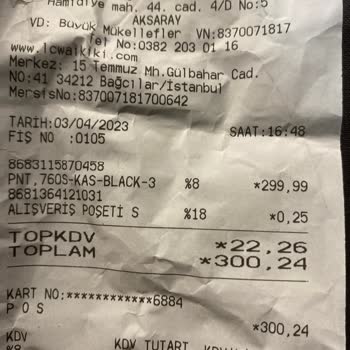 Hamidiye mah. 44. cad. 4/D No:5
AKSARAY
VD: Büyük Mükellefler VN:8370071817
Tel No:0382 203 01 16
www.lcwaikiki.com
Merkez: 15 Temmuz Mh.Gülbahar Cad.
NO:41 34212 Bağcılar/İstanbul
MersisNo:837007181700642
TARİH:03/04/2023 SAAT:16:48
FİŞ NO :0105
8683115870458
PNT,760S-KAS-BLACK-3 %8 *299,99
8681364121031
ALIŞVERİŞ POŞETİ S %18 *0,25
TOPKDV *22,26
TOPLAM *300,24
KART NO:************6884
P O S *300,24
KDV KDV TUTARI
%8